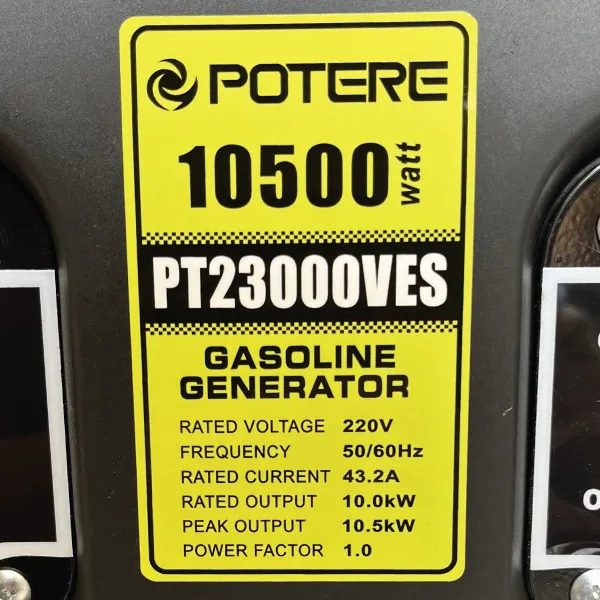 POTERE
10500 watt
PT23000VES
GASOLINE
GENERATOR
RATED VOLTAGE 220V
FREQUENCY 50/60Hz
RATED CURRENT 43.2A
RATED OUTPUT 10.0kW
PEAK OUTPUT 10.5kW
POWER FACTOR 1.0